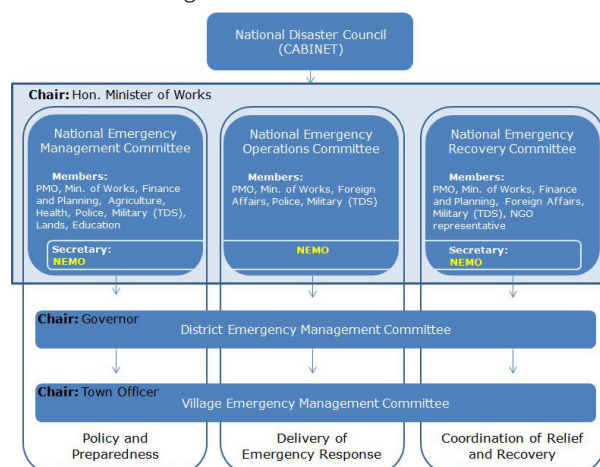 National Disaster Council
(CABINET)
Chair: Hon. Minister of Works
National Emergency
Management Committee
Members:
PMO, Min. of Works, Finance
and Planning, Agriculture,
Health, Police, Military (TDS),
Lands, Education
Secretary:
NEMO
National Emergency
Operations Committee
Members:
PMO, Min. of Works, Foreign
Affairs, Police, Military (TDS)
NEMO
National Emergency
Recovery Committee
Members:
PMO, Min. of Works, Finance
and Planning, Foreign Affairs,
Military (TDS), NGO
representative
Secretary:
NEMO
Chair: Governor
District Emergency Management Committee
Chair: Town Officer
Village Emergency Management Committee
Policy and
Preparedness
Delivery of
Emergency Response
Coordination of Relief
and Recovery